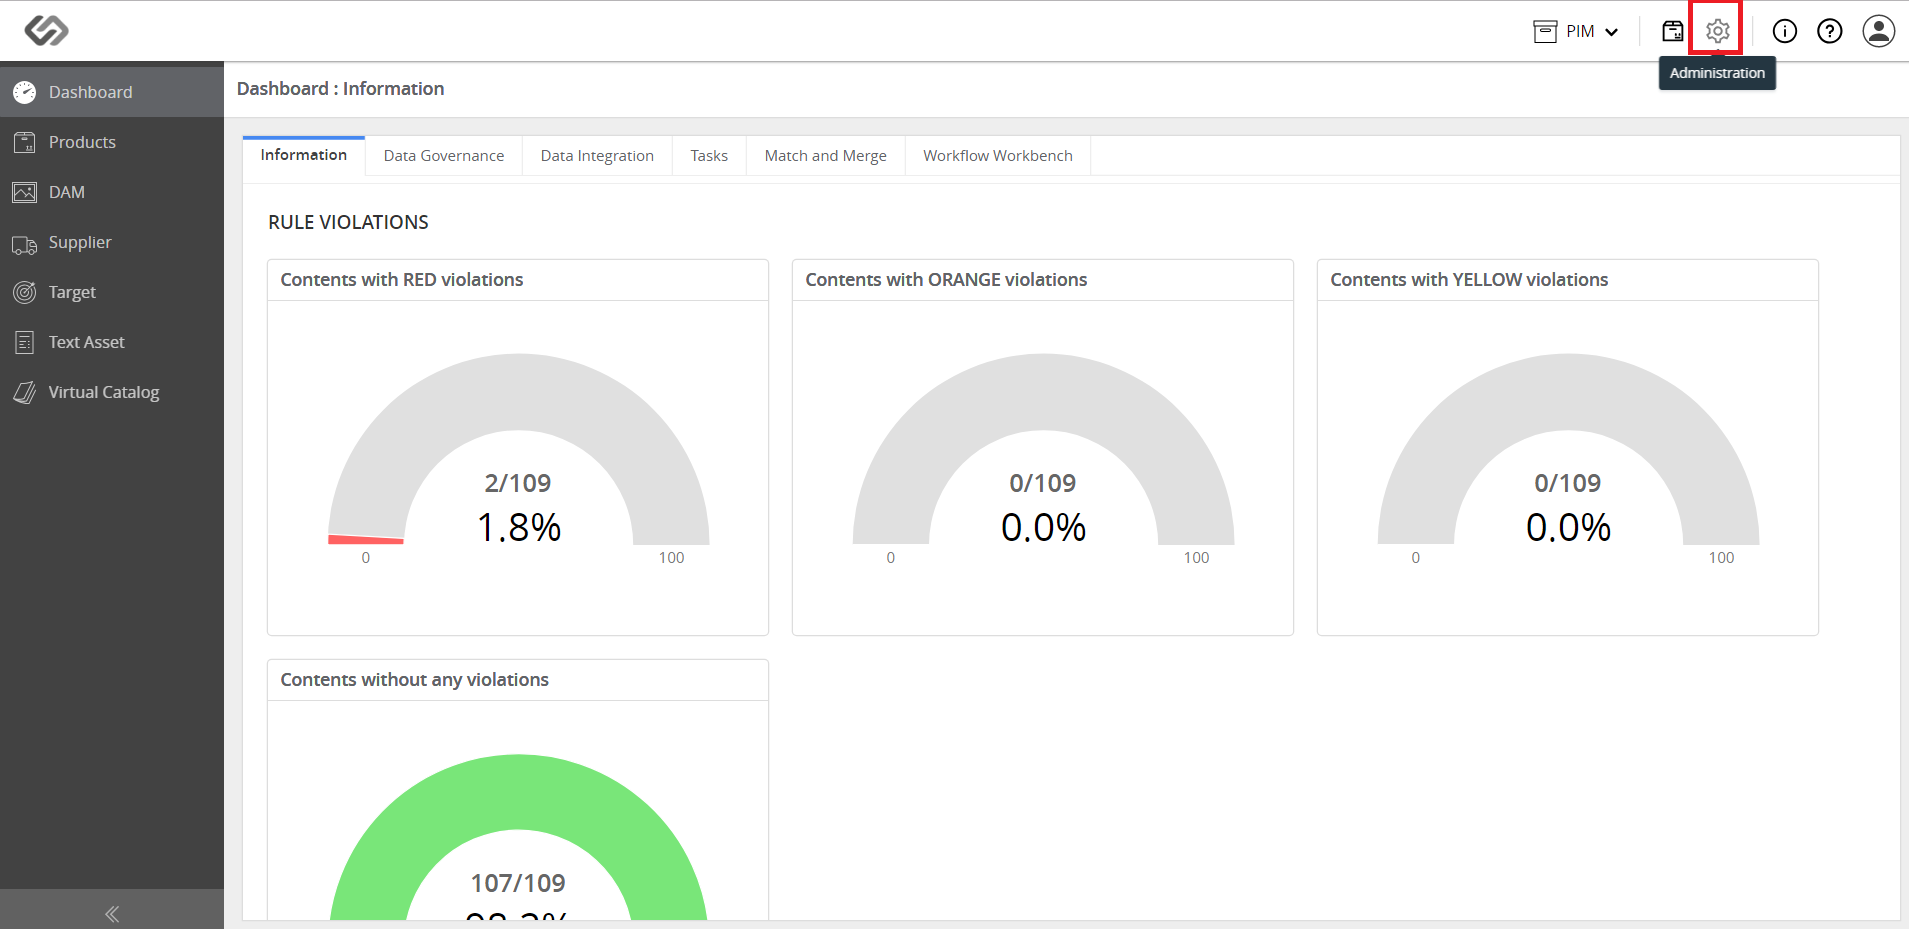 PIM
Administration
Dashboard
Products
DAM
Supplier
Target
Text Asset
Virtual Catalog
Dashboard : Information
Information Data Governance Data Integration Tasks Match and Merge Workflow Workbench
RULE VIOLATIONS
Contents with RED violations
2/109
1.8%
0 100
Contents with ORANGE violations
0/109
0.0%
0 100
Contents with YELLOW violations
0/109
0.0%
0 100
Contents without any violations
107/109
98.2%